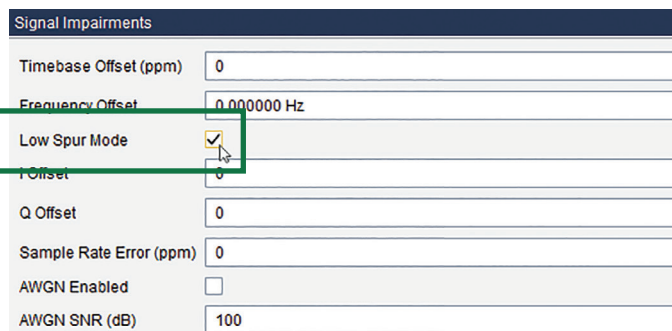 Signal Impairments
Timebase Offset (ppm) 0
Frequency Offset 0.000000 Hz
Low Spur Mode
I Offset 0
Q Offset 0
Sample Rate Error (ppm) 0
AWGN Enabled
AWGN SNR (dB) 100